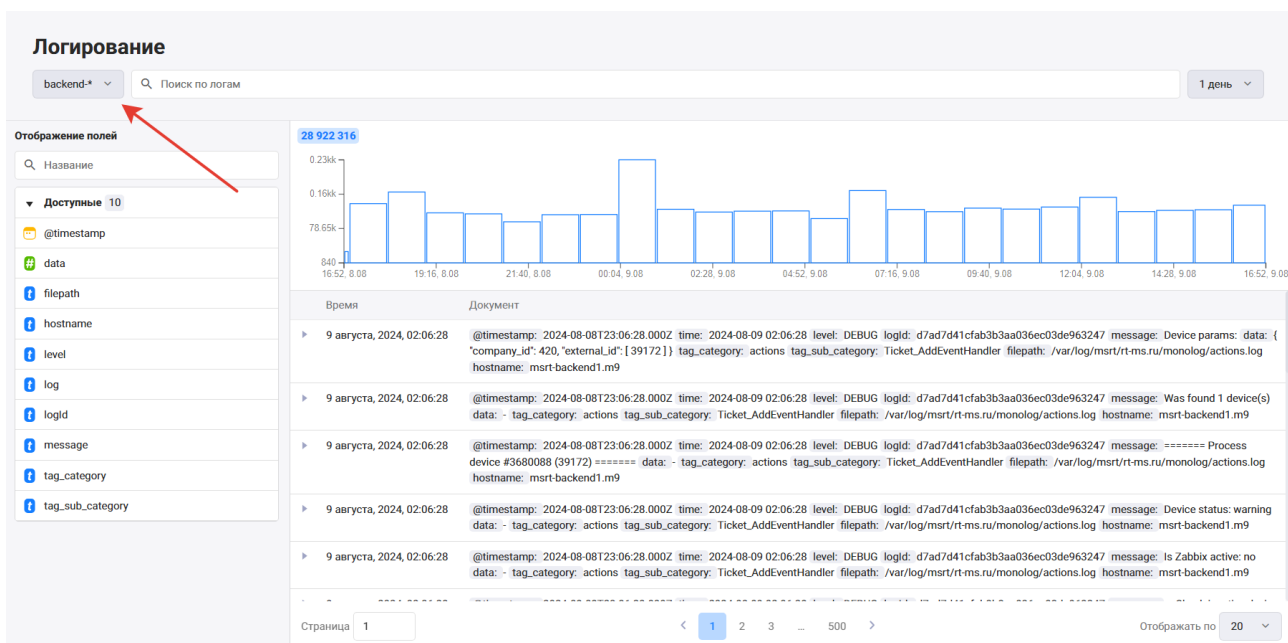 Логирование
backend-*
Поиск по логам
1 день
Отображение полей
Название
Доступные 10
@timestamp
# data
t filepath
t hostname
t level
t log
t logId
t message
t tag_category
t tag_sub_category
28 922 316
0.23kk
0.16kk
78.65k
840
16:52, 8.08 19:16, 8.08 21:40, 8.08 00:04, 9.08 02:28, 9.08 04:52, 9.08 07:16, 9.08 09:40, 9.08 12:04, 9.08 14:28, 9.08 16:52, 9.08
Время Документ
9 августа, 2024, 02:06:28 @timestamp: 2024-08-08T23:06:28.000Z time: 2024-08-09 02:06:28 level: DEBUG logId: d7ad7d41cfab3b3aa036ec03de963247 message: Device params: data: {
"company_id": 420, "external_id": [ 39172 ] } tag_category: actions tag_sub_category: Ticket_AddEventHandler filepath: /var/log/msrt/rt-ms.ru/monolog/actions.log
hostname: msrt-backend1.m9
9 августа, 2024, 02:06:28 @timestamp: 2024-08-08T23:06:28.000Z time: 2024-08-09 02:06:28 level: DEBUG logId: d7ad7d41cfab3b3aa036ec03de963247 message: Was found 1 device(s)
data: - tag_category: actions tag_sub_category: Ticket_AddEventHandler filepath: /var/log/msrt/rt-ms.ru/monolog/actions.log hostname: msrt-backend1.m9
9 августа, 2024, 02:06:28 @timestamp: 2024-08-08T23:06:28.000Z time: 2024-08-09 02:06:28 level: DEBUG logId: d7ad7d41cfab3b3aa036ec03de963247 message: ======= Process
device #3680088 (39172) ======= data: - tag_category: actions tag_sub_category: Ticket_AddEventHandler filepath: /var/log/msrt/rt-ms.ru/monolog/actions.log
hostname: msrt-backend1.m9
9 августа, 2024, 02:06:28 @timestamp: 2024-08-08T23:06:28.000Z time: 2024-08-09 02:06:28 level: DEBUG logId: d7ad7d41cfab3b3aa036ec03de963247 message: Device status: warning
data: - tag_category: actions tag_sub_category: Ticket_AddEventHandler filepath: /var/log/msrt/rt-ms.ru/monolog/actions.log hostname: msrt-backend1.m9
9 августа, 2024, 02:06:28 @timestamp: 2024-08-08T23:06:28.000Z time: 2024-08-09 02:06:28 level: DEBUG logId: d7ad7d41cfab3b3aa036ec03de963247 message: Is Zabbix active: no
data: - tag_category: actions tag_sub_category: Ticket_AddEventHandler filepath: /var/log/msrt/rt-ms.ru/monolog/actions.log hostname: msrt-backend1.m9
Страница 1
1 2 3 … 500
Отображать по 20